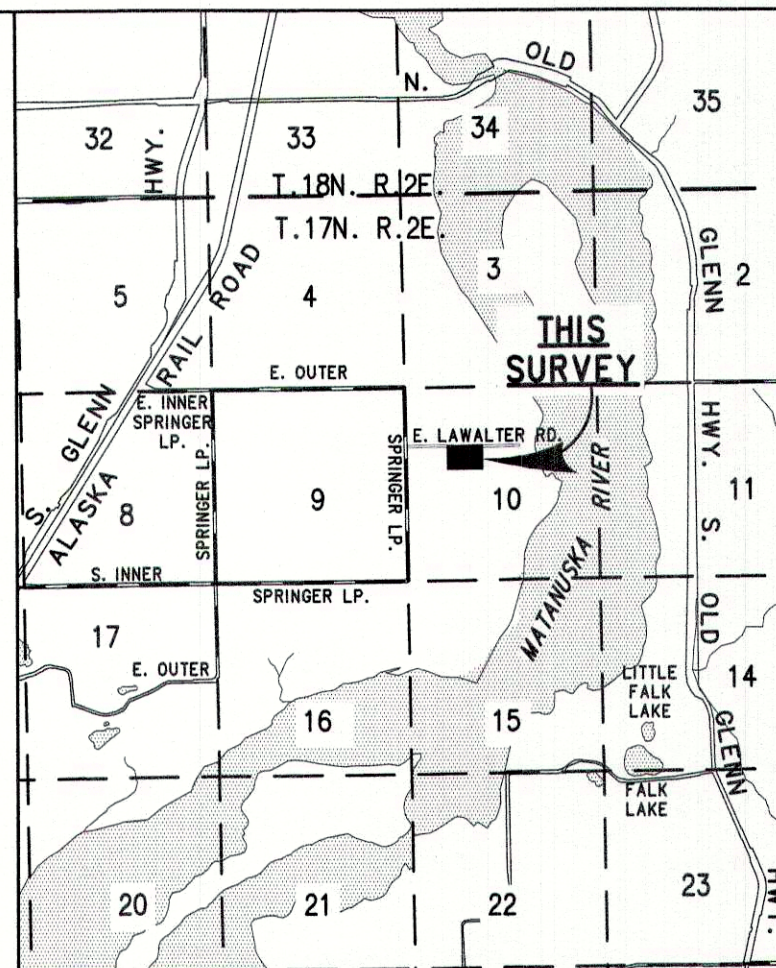 OLD
N.
35
34
32
33
HWY.
T.18N. R.2E.
T.17N. R.2E.
GLENN
2
3
5
4
RAIL ROAD
THIS
SURVEY
E. OUTER
E. INNER
SPRINGER
LP.
GLENN
S.
ALASKA
SPRINGER LP.
SPRINGER LP.
E. LAWALTER RD.
HWY.
S.
RIVER
MATANUSKA
8
9
10
11
S. INNER
SPRINGER LP.
OLD
17
E. OUTER
LITTLE
FALK
LAKE
14
16
15
GLENN
FALK
LAKE
20
21
22
23
HWY.